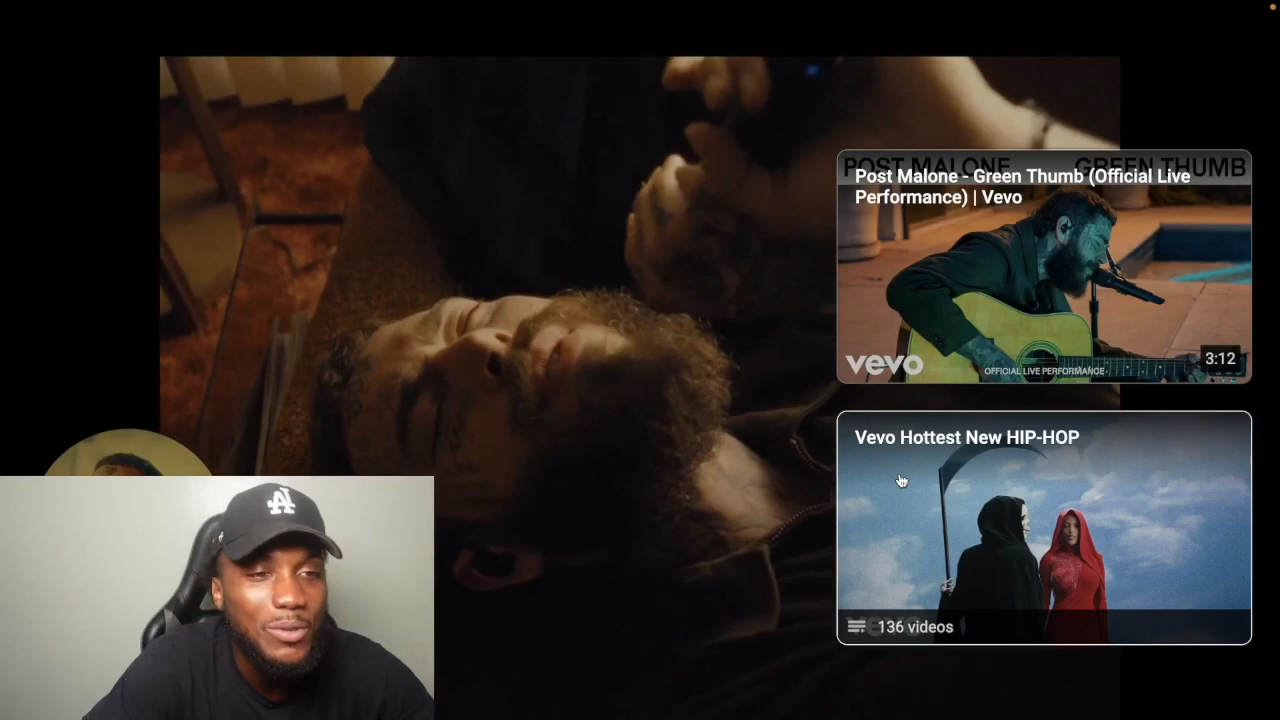 POST MALONE GREEN THUMB
Post Malone - Green Thumb (Official Live
Performance) | Vevo
vevo
OFFICIAL LIVE PERFORMANCE
3:12
Vevo Hottest New HIP-HOP
136 videos
LA